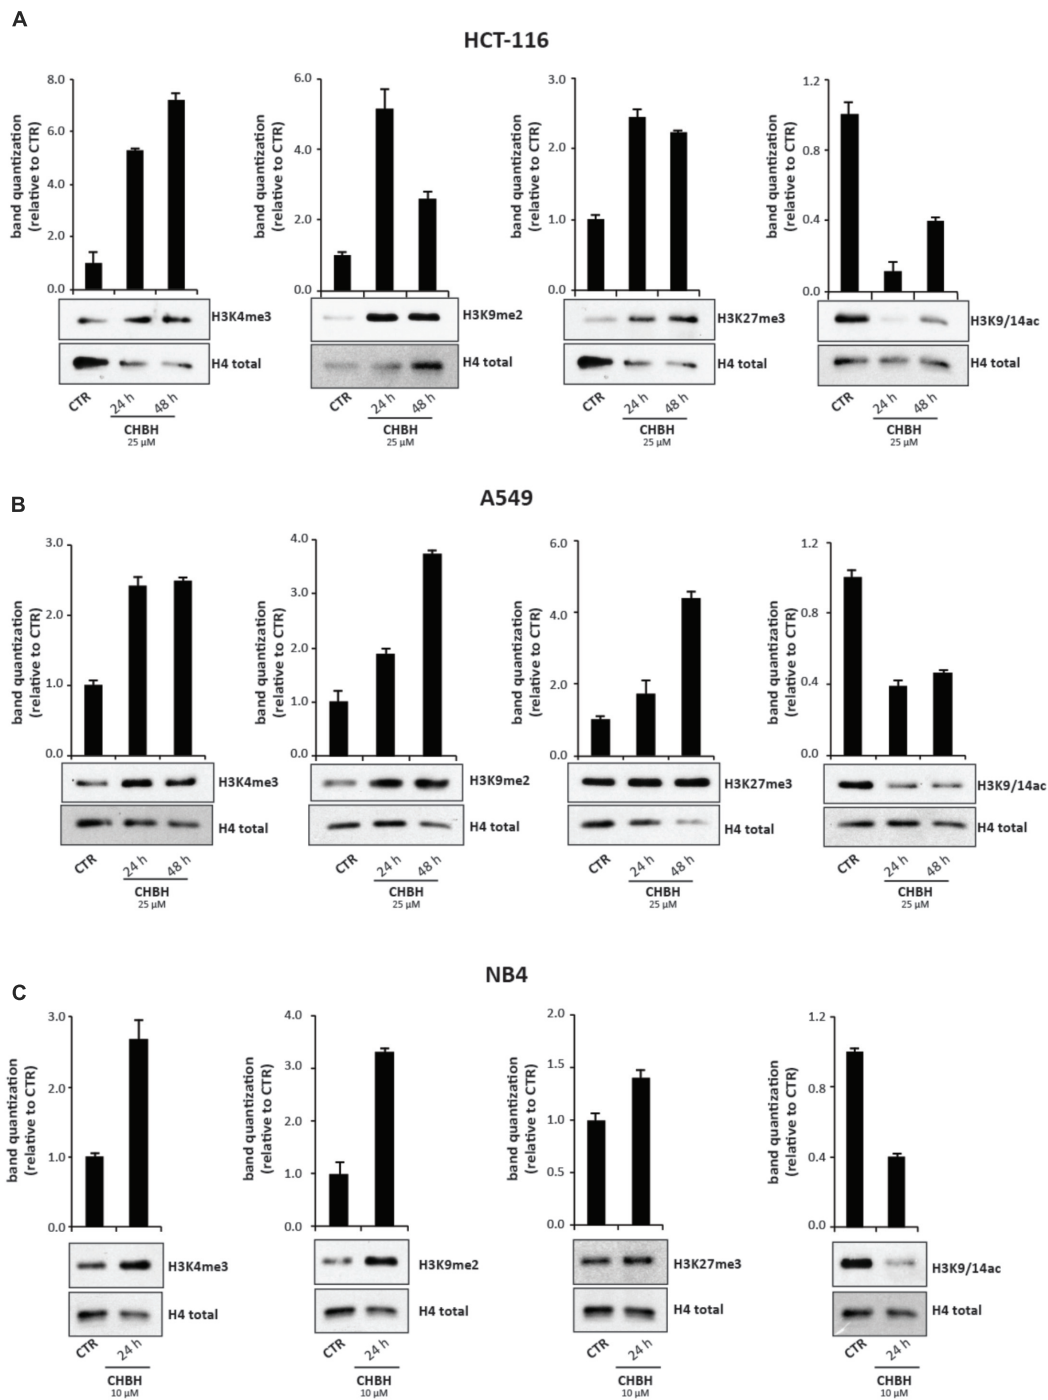 A
HCT-116
band quantization
(relative to CTR)
8.0
6.0
4.0
2.0
0.0
H3K4me3
H4 total
CTR
24 h
48 h
CHBH
25 µM
band quantization
(relative to CTR)
6.0
4.0
2.0
0.0
H3K9me2
H4 total
CTR
24 h
48 h
CHBH
25 µM
band quantization
(relative to CTR)
3.0
2.0
1.0
0.0
H3K27me3
H4 total
CTR
24 h
48 h
CHBH
25 µM
band quantization
(relative to CTR)
1.2
0.8
0.4
0.0
H3K9/14ac
H4 total
CTR
24 h
48 h
CHBH
25 µM
B
A549
band quantization
(relative to CTR)
3.0
2.0
1.0
0.0
H3K4me3
H4 total
CTR
24 h
48 h
CHBH
25 µM
band quantization
(relative to CTR)
4.0
3.0
2.0
1.0
0.0
H3K9me2
H4 total
CTR
24 h
48 h
CHBH
25 µM
band quantization
(relative to CTR)
6.0
4.0
2.0
0.0
H3K27me3
H4 total
CTR
24 h
48 h
CHBH
25 µM
band quantization
(relative to CTR)
1.2
0.8
0.4
0.0
H3K9/14ac
H4 total
CTR
24 h
48 h
CHBH
25 µM
C
NB4
band quantization
(relative to CTR)
3.0
2.0
1.0
0.0
H3K4me3
H4 total
CTR
24 h
CHBH
10 µM
band quantization
(relative to CTR)
4.0
3.0
2.0
1.0
0.0
H3K9me2
H4 total
CTR
24 h
CHBH
10 µM
band quantization
(relative to CTR)
2.0
1.5
1.0
0.5
0.0
H3K27me3
H4 total
CTR
24 h
CHBH
10 µM
band quantization
(relative to CTR)
1.2
0.8
0.4
0.0
H3K9/14ac
H4 total
CTR
24 h
CHBH
10 µM